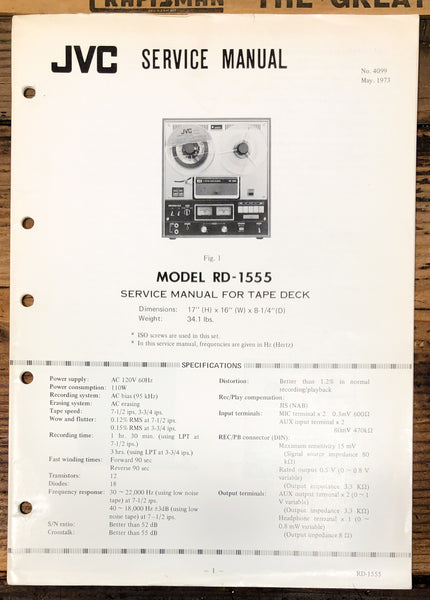 CRAFTSMAN THE GREAT
JVC SERVICE MANUAL
No. 4099
May. 1973
JVC
Fig. 1
MODEL RD-1555
SERVICE MANUAL FOR TAPE DECK
Dimensions: 17" (H) x 16" (W) x 8-1/4"(D)
Weight: 34.1 lbs.
* ISO screws are used in this set.
* In this service manual, frequencies are given in Hz (Hertz)
SPECIFICATIONS
Power supply: AC 120V 60Hz
Power consumption: 110W
Recording system: AC bias (95 kHz)
Erasing system: AC erasing
Tape speed: 7-1/2 ips, 3-3/4 ips.
Wow and flutter: 0.12% RMS at 7-1/2 ips.
0.15% RMS at 3-3/4 ips.
Recording time: 1 hr. 30 min. (using LPT at
7-1/2 ips.)
3 hrs. (using LPT at 3-3/4 ips.)
Fast winding times: Forward 90 sec
Reverse 90 sec
Transistors: 12
Diodes: 18
Frequency response: 30 ~ 22,000 Hz (using low noise
tape) at 7-1/2 ips.
40 ~ 18,000 Hz ±3dB (using low
noise tape) at 7-1/2 ips.
S/N ratio: Better than 52 dB
Crosstalk: Better than 55 dB
Distortion: Better than 1.2% in normal
recording/playback
Rec/Play compensation:
JIS (NAB)
Input terminals: MIC terminal x 2 0.3mV 600Ω
AUX input terminal x 2
80mV 470kΩ
REC/PB connector (DIN):
Maximum sensitivity 15 mV
(Signal source impedance 80
kΩ)
Rated output 0.5 V (0 ~ 0.8 V
variable)
(Output impedance 3.3 KΩ)
Output terminals: AUX output terminal x 2 (0 ~ 1
V variable)
(Output impedance 3.3 KΩ)
Headphone terminal x 1 (0 ~
0.8 mW variable)
(Output impedance 8 Ω)
- 1 -
RD-1555